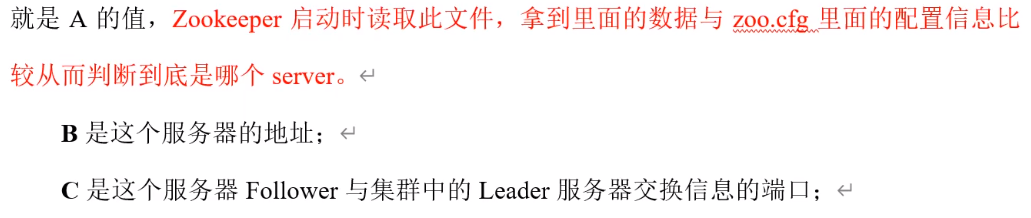 就是 A 的值，Zookeeper 启动时读取此文件，拿到里面的数据与 zoo.cfg 里面的配置信息比
较从而判断到底是哪个 server。
B 是这个服务器的地址；
C 是这个服务器 Follower 与集群中的 Leader 服务器交换信息的端口；